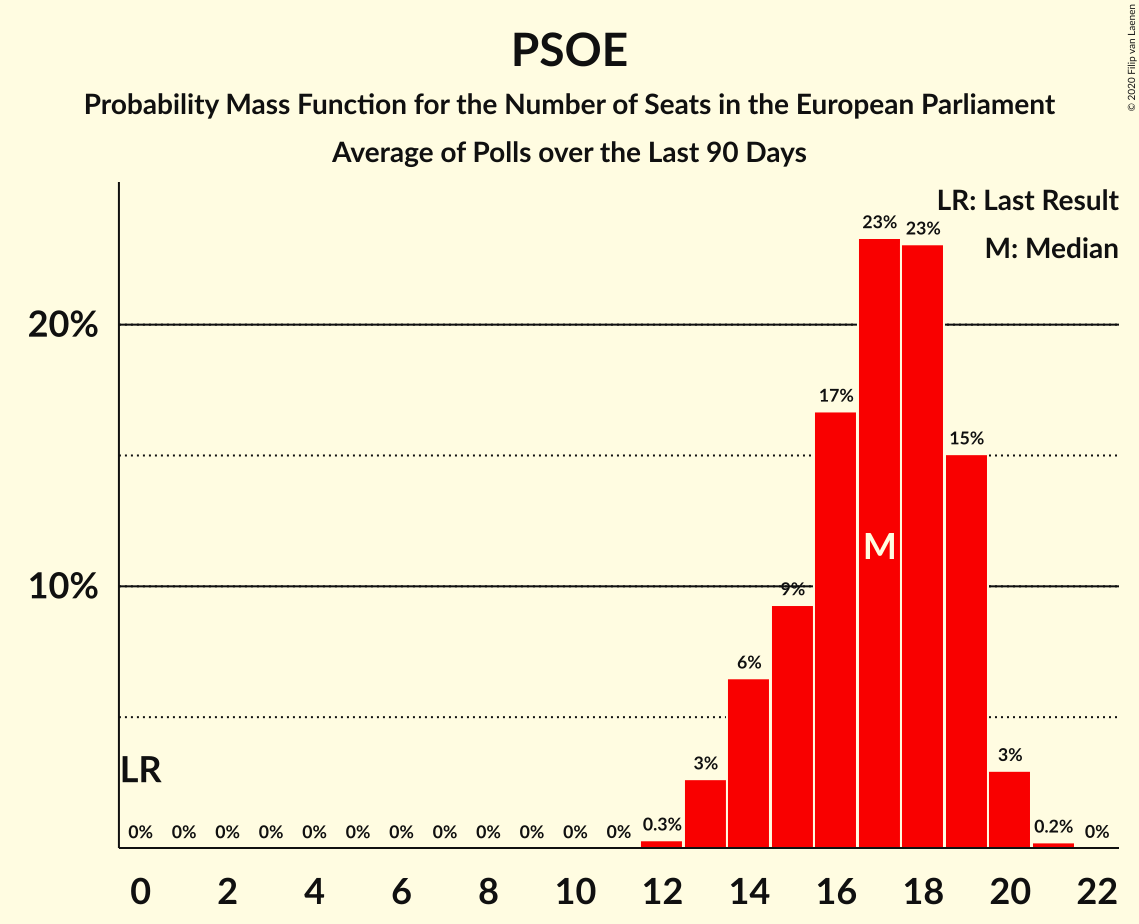 PSOE
Probability Mass Function for the Number of Seats in the European Parliament
Average of Polls over the Last 90 Days
© 2020 Filip van Laenen
LR: Last Result
M: Median
20%
10%
LR
M
0% 0% 0% 0% 0% 0% 0% 0% 0% 0% 0% 0% 0.3% 3% 6% 9% 17% 23% 23% 15% 3% 0.2% 0%
0 2 4 6 8 10 12 14 16 18 20 22